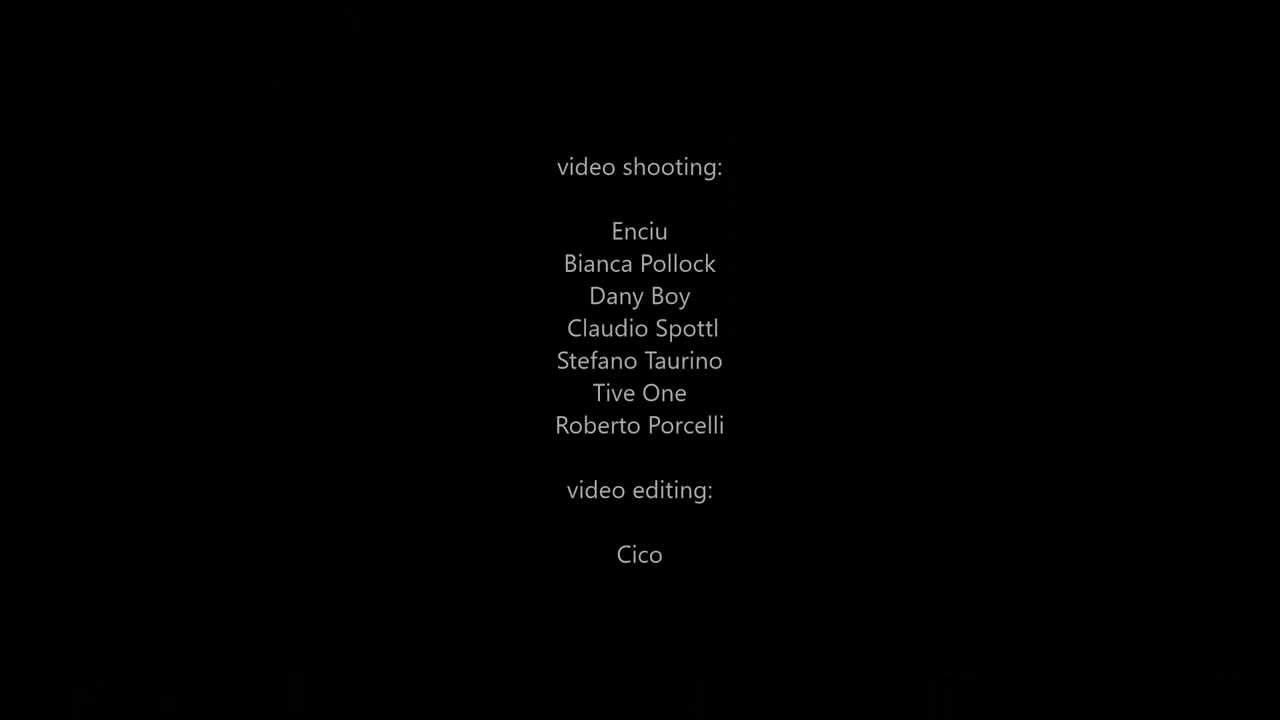 video shooting:
Enciu
Bianca Pollock
Dany Boy
Claudio Spottl
Stefano Taurino
Tive One
Roberto Porcelli
video editing:
Cico